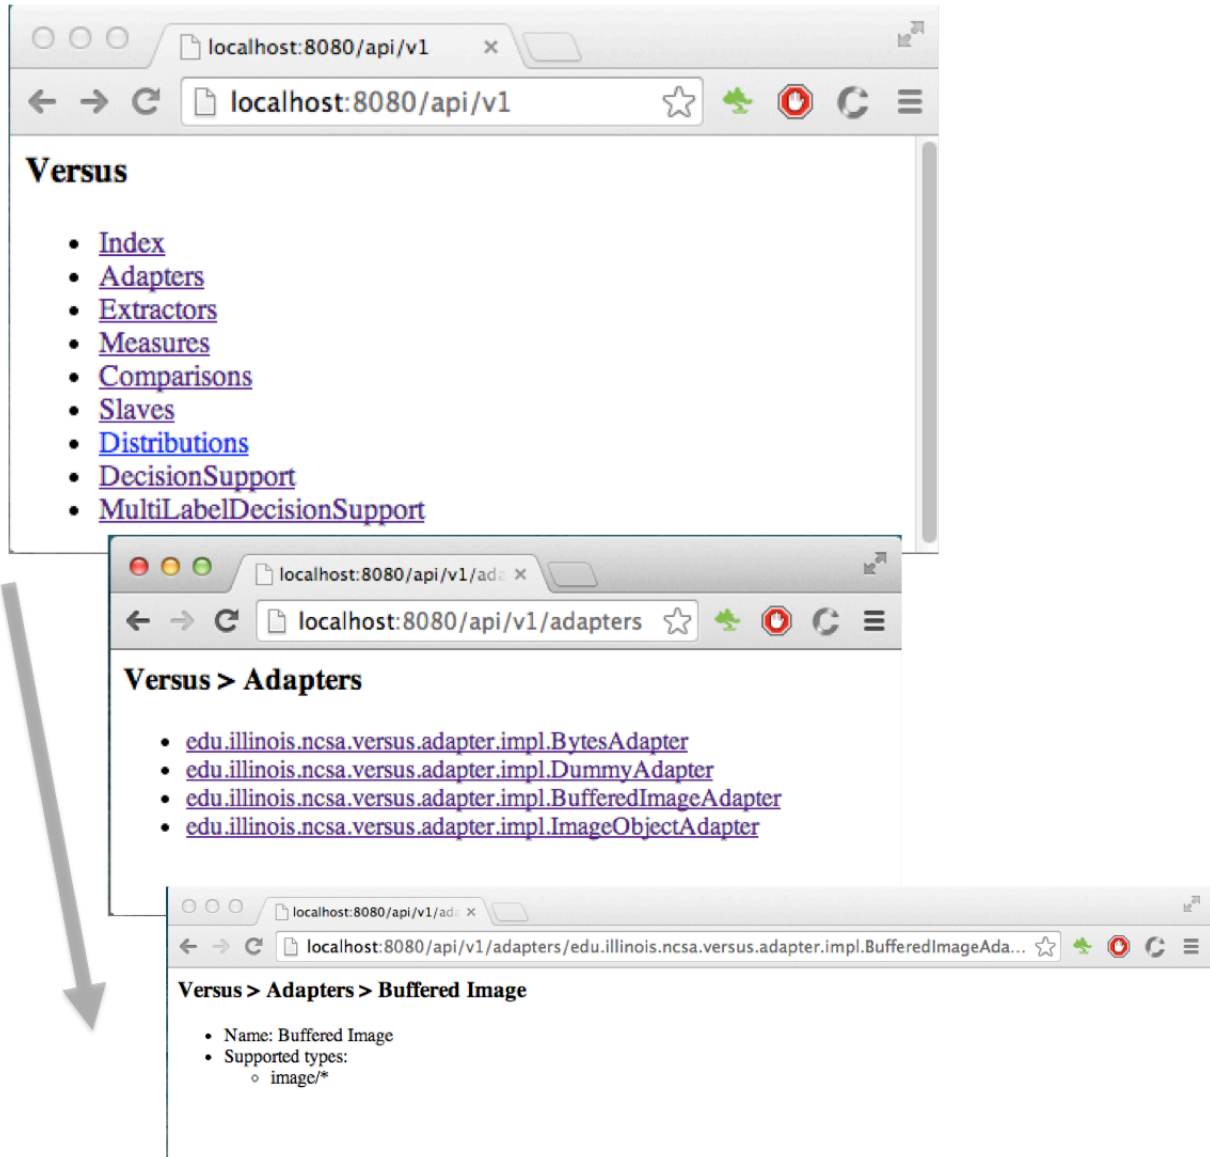 localhost:8080/api/v1
localhost:8080/api/v1
Versus
Index
Adapters
Extractors
Measures
Comparisons
Slaves
Distributions
DecisionSupport
MultiLabelDecisionSupport
localhost:8080/api/v1/ada
localhost:8080/api/v1/adapters
Versus > Adapters
edu.illinois.ncsa.versus.adapter.impl.BytesAdapter
edu.illinois.ncsa.versus.adapter.impl.DummyAdapter
edu.illinois.ncsa.versus.adapter.impl.BufferedImageAdapter
edu.illinois.ncsa.versus.adapter.impl.ImageObjectAdapter
localhost:8080/api/v1/ada
localhost:8080/api/v1/adapters/edu.illinois.ncsa.versus.adapter.impl.BufferedImageAda...
Versus > Adapters > Buffered Image
Name: Buffered Image
Supported types:
image/*